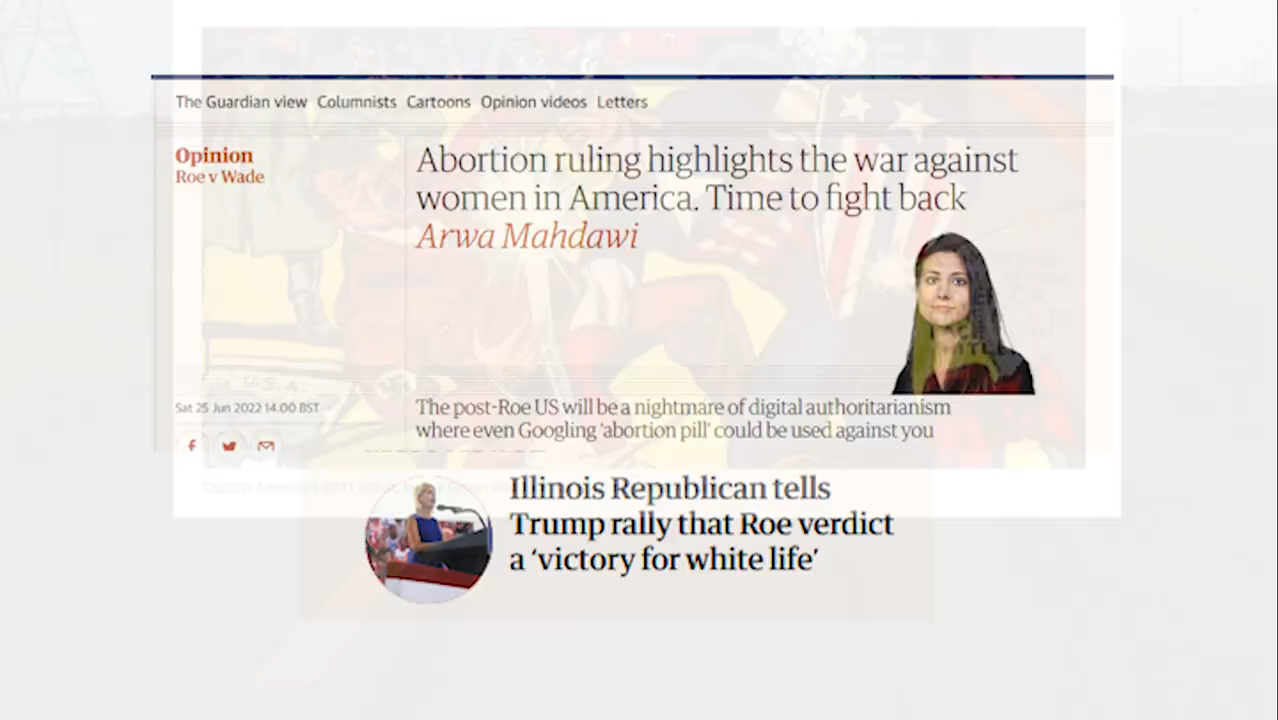 The Guardian view Columnists Cartoons Opinion videos Letters
Opinion
Roe v Wade
Abortion ruling highlights the war against
women in America. Time to fight back
Arwa Mahdawi
U.S.A.
Sat 25 Jun 2022 14.00 BST
The post-Roe US will be a nightmare of digital authoritarianism
where even Googling 'abortion pill' could be used against you
Illinois Republican tells
Trump rally that Roe verdict
a 'victory for white life'